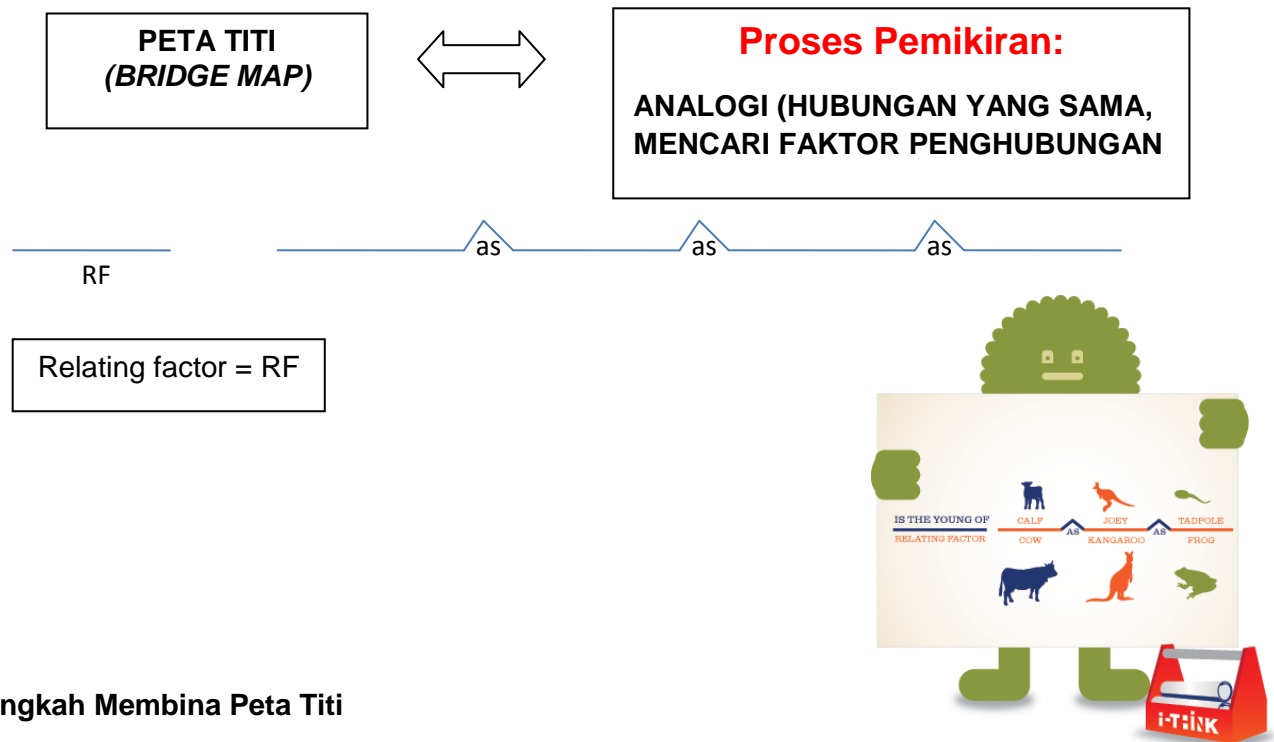 PETA TITI
(BRIDGE MAP)
Proses Pemikiran:
ANALOGI (HUBUNGAN YANG SAMA,
MENCARI FAKTOR PENGHUBUNGAN
as as as
RF
Relating factor = RF
IS THE YOUNG OF CALF JOEY TADPOLE
AS AS
RELATING FACTOR COW KANGAROO FROG
ngkah Membina Peta Titi
i-THiNK